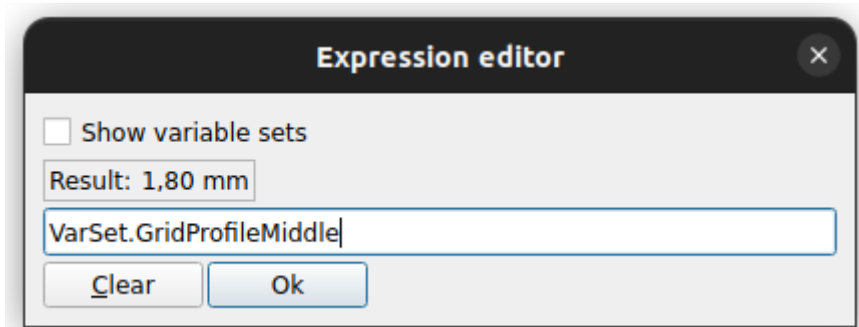 Expression editor
Show variable sets
Result: 1,80 mm
VarSet.GridProfileMiddle
Clear Ok